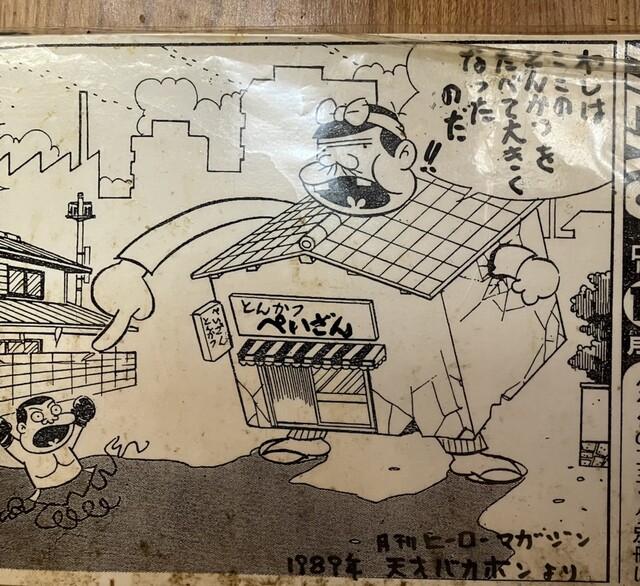 わしは
ここの
とんかつを
たべて大きく
なった
のだ
!!
とんかつ
ぺいざん
ぺいざん
とんかつ
月刊ヒーローマガジン
1989年 天才バカボンより